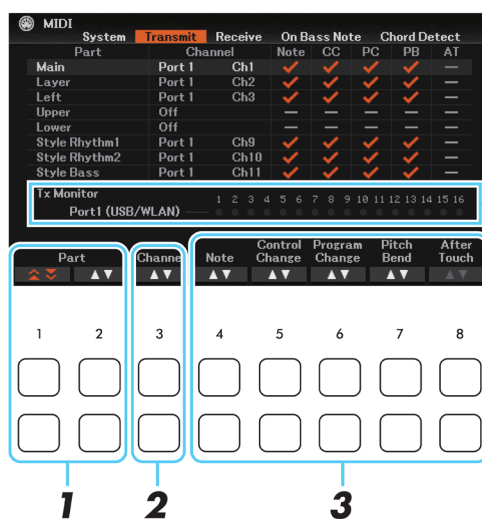 MIDI
System Transmit Receive On Bass Note Chord Detect
Part Channel Note CC PC PB AT
Main Port 1 Ch1
Layer Port 1 Ch2
Left Port 1 Ch3
Upper Off
Lower Off
Style Rhythm1 Port 1 Ch9
Style Rhythm2 Port 1 Ch10
Style Bass Port 1 Ch11
Tx Monitor 1 2 3 4 5 6 7 8 9 10 11 12 13 14 15 16
Port1 (USB/WLAN)
Control Program Pitch After
Part Channel Note Change Change Bend Touch
1 2 3 4 5 6 7 8
1 2 3